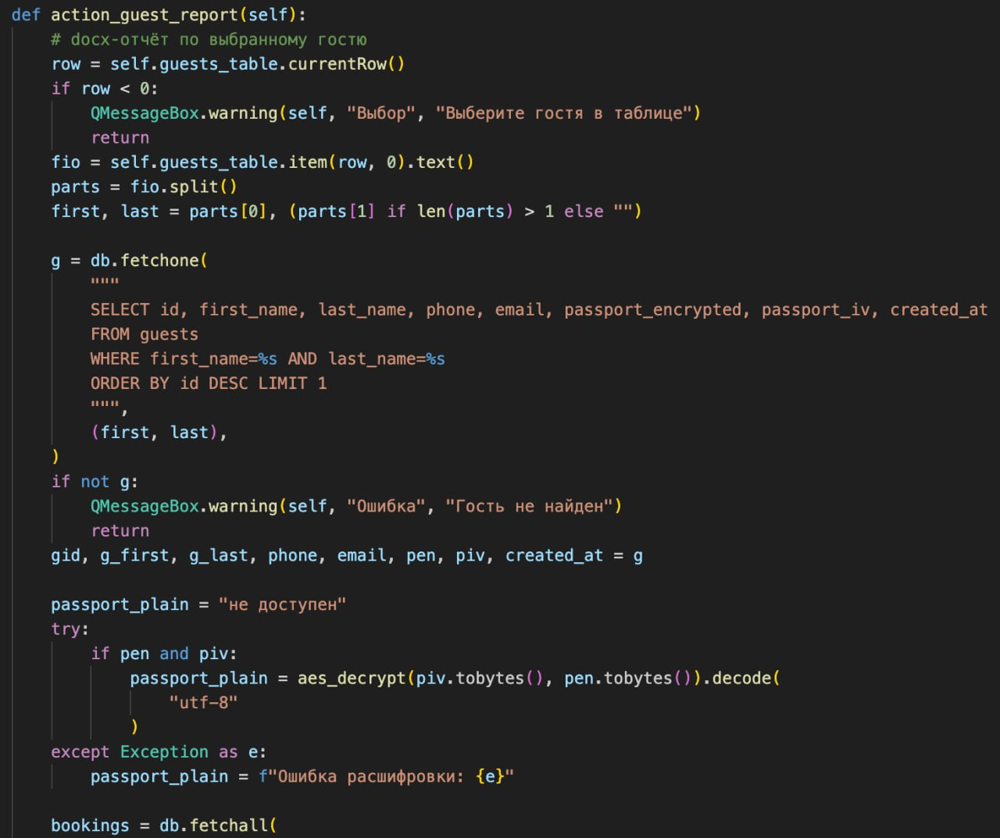 def action_guest_report(self):
# docx-отчёт по выбранному гостю
row = self.guests_table.currentRow()
if row < 0:
QMessageBox.warning(self, "Выбор", "Выберите гостя в таблице")
return
fio = self.guests_table.item(row, 0).text()
parts = fio.split()
first, last = parts[0], (parts[1] if len(parts) > 1 else "")
g = db.fetchone(
"""
SELECT id, first_name, last_name, phone, email, passport_encrypted, passport_iv, created_at
FROM guests
WHERE first_name=%s AND last_name=%s
ORDER BY id DESC LIMIT 1
""",
(first, last),
)
if not g:
QMessageBox.warning(self, "Ошибка", "Гость не найден")
return
gid, g_first, g_last, phone, email, pen, piv, created_at = g
passport_plain = "не доступен"
try:
if pen and piv:
passport_plain = aes_decrypt(piv.tobytes(), pen.tobytes()).decode(
"utf-8"
)
except Exception as e:
passport_plain = f"Ошибка расшифровки: {e}"
bookings = db.fetchall(